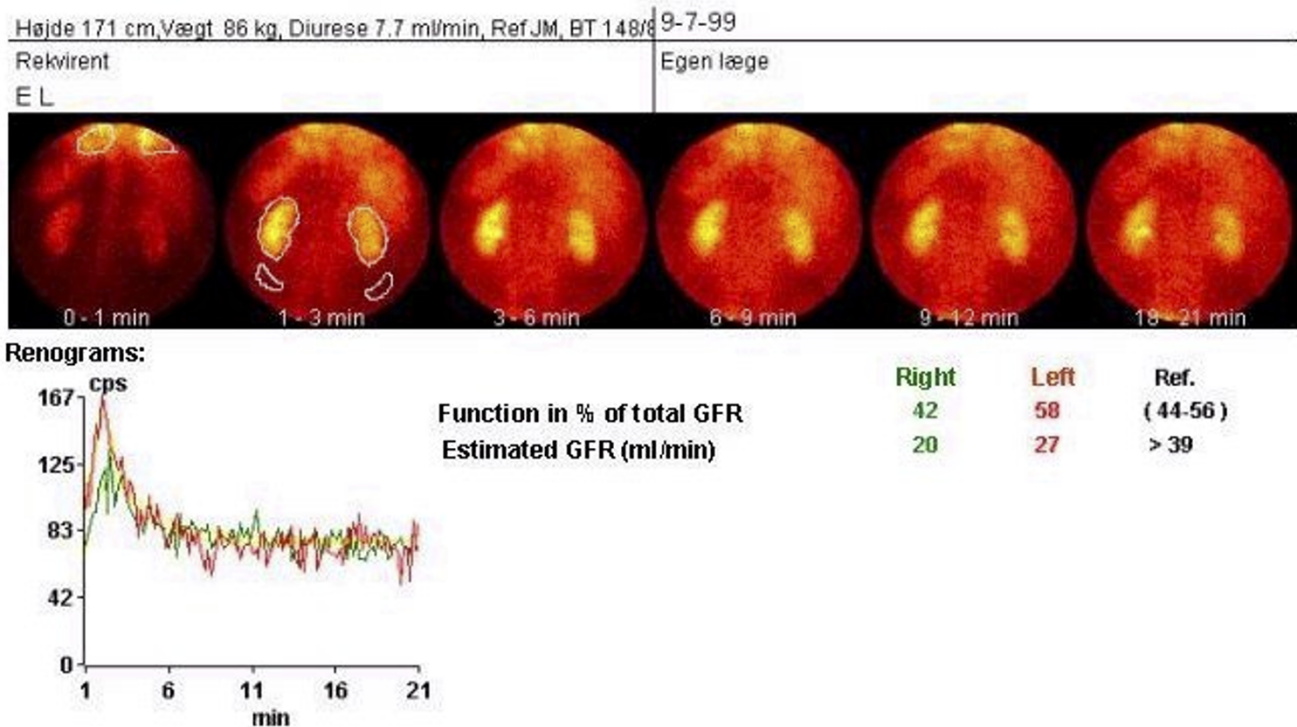 Højde 171 cm,Vægt 86 kg, Diurese 7.7 ml/min, Ref JM, BT 148/8
9-7-99
Rekvirent
Egen læge
E L
0 - 1 min
1 - 3 min
3 - 6 min
6 - 9 min
9 - 12 min
18 - 21 min
Renograms:
cps
167
125
83
42
0
1 6 11 16 21
min
Right Left Ref.
Function in % of total GFR 42 58 ( 44-56 )
Estimated GFR (ml/min) 20 27 > 39